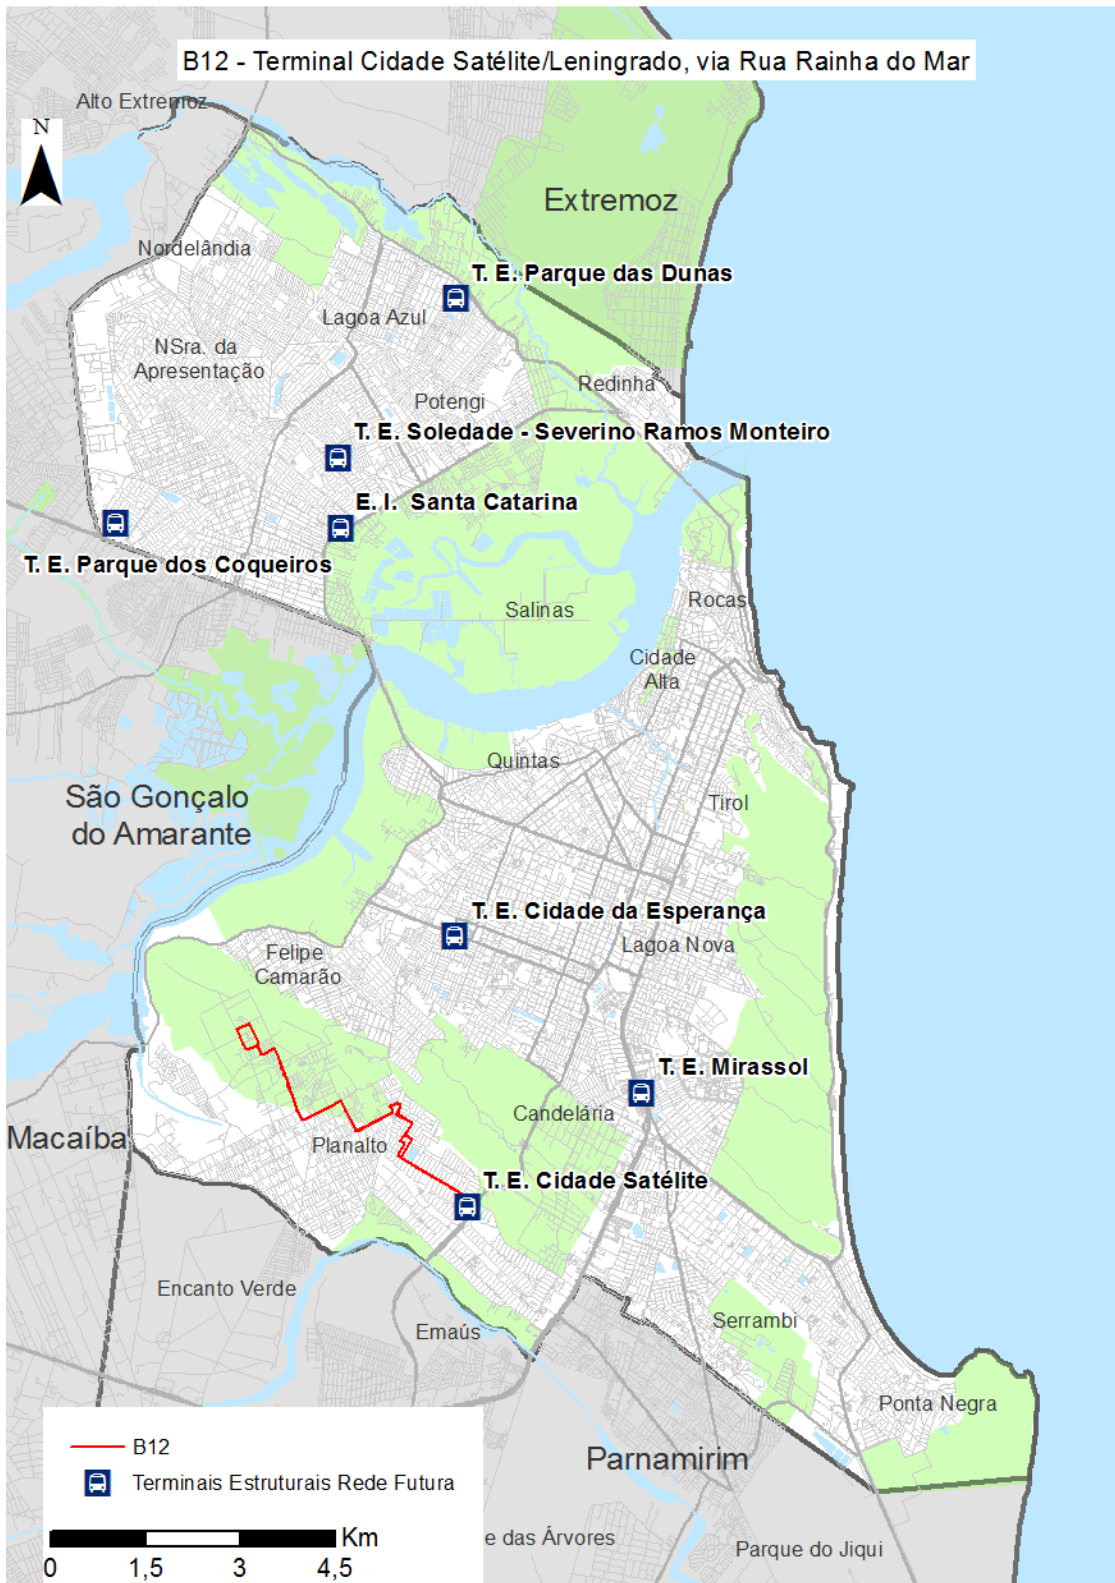 B12 - Terminal Cidade Satélite/Leningrado, via Rua Rainha do Mar
Alto Extremoz
N
Extremoz
Nordelândia
T. E. Parque das Dunas
Lagoa Azul
NSra. da
Apresentação
Redinha
Potengi
T. E. Soledade - Severino Ramos Monteiro
E. I. Santa Catarina
T. E. Parque dos Coqueiros
Salinas
Rocas
Cidade
Alta
Quintas
São Gonçalo
do Amarante
Tirol
T. E. Cidade da Esperança
Lagoa Nova
Felipe
Camarão
T. E. Mirassol
Candelária
Macaíba
Planalto
T. E. Cidade Satélite
Encanto Verde
Emaús
Serrambi
Ponta Negra
B12
Parnamirim
Terminais Estruturais Rede Futura
Km
e das Árvores
Parque do Jiqui
0 1,5 3 4,5